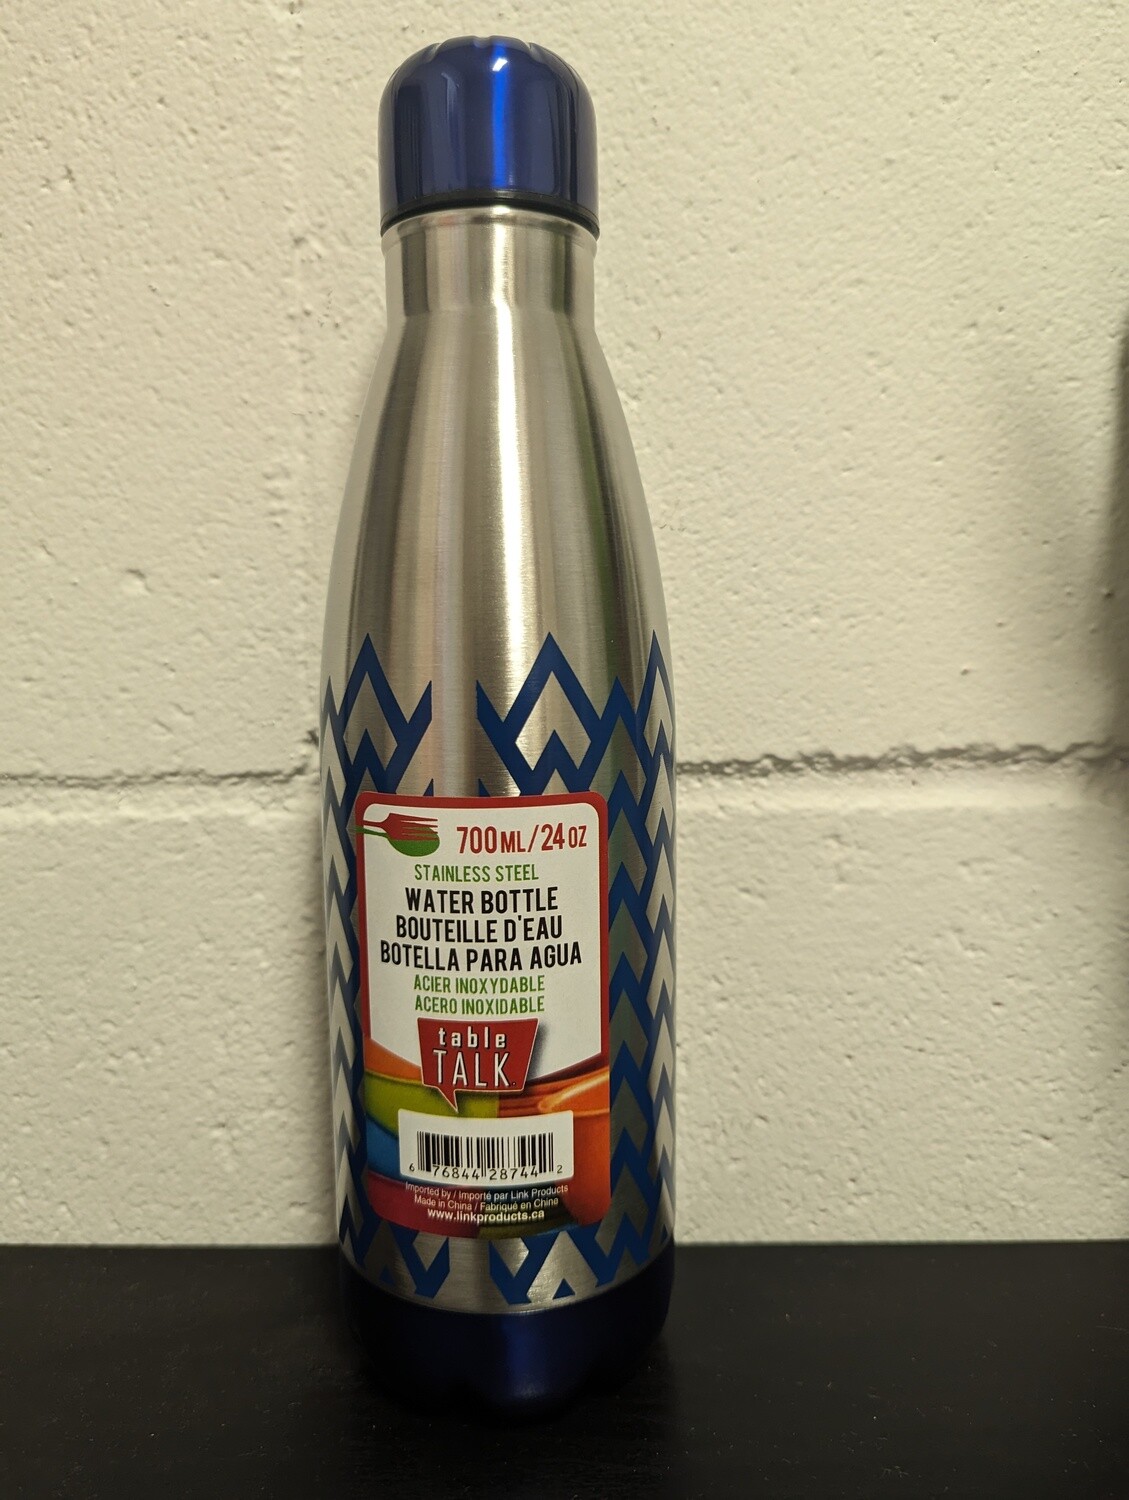 700ML/24OZ
STAINLESS STEEL
WATER BOTTLE
BOUTEILLE D'EAU
BOTELLA PARA AGUA
ACIER INOXYDABLE
ACERO INOXIDABLE
table
TALK
6 76844 28744 2
Imported by / Importé par Link Products
Made in China / Fabriqué en Chine
www.linkproducts.ca